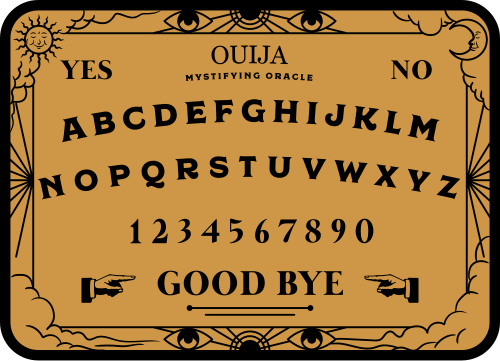 OUIJA
YES NO
MYSTIFYING ORACLE
ABCDEFGHIJKLM
NOPQRSTUVWXYZ
1234567890
GOOD BYE